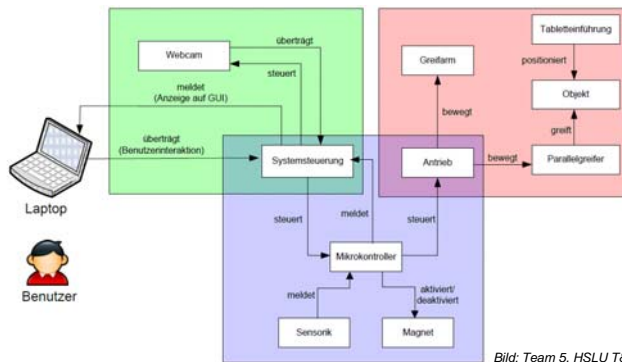 Tabletteinführung
Webcam
überträgt
steuert
Greifarm
positioniert
meldet
(Anzeige auf GUI)
Objekt
bewegt
greift
überträgt
(Benutzerinteraktion)
Systemsteuerung
Antrieb
bewegt
Parallelgreifer
Laptop
steuert
meldet
steuert
Mikrokontroller
Benutzer
meldet
aktiviert/
deaktiviert
Sensorik
Magnet
Bild: Team 5, HSLU